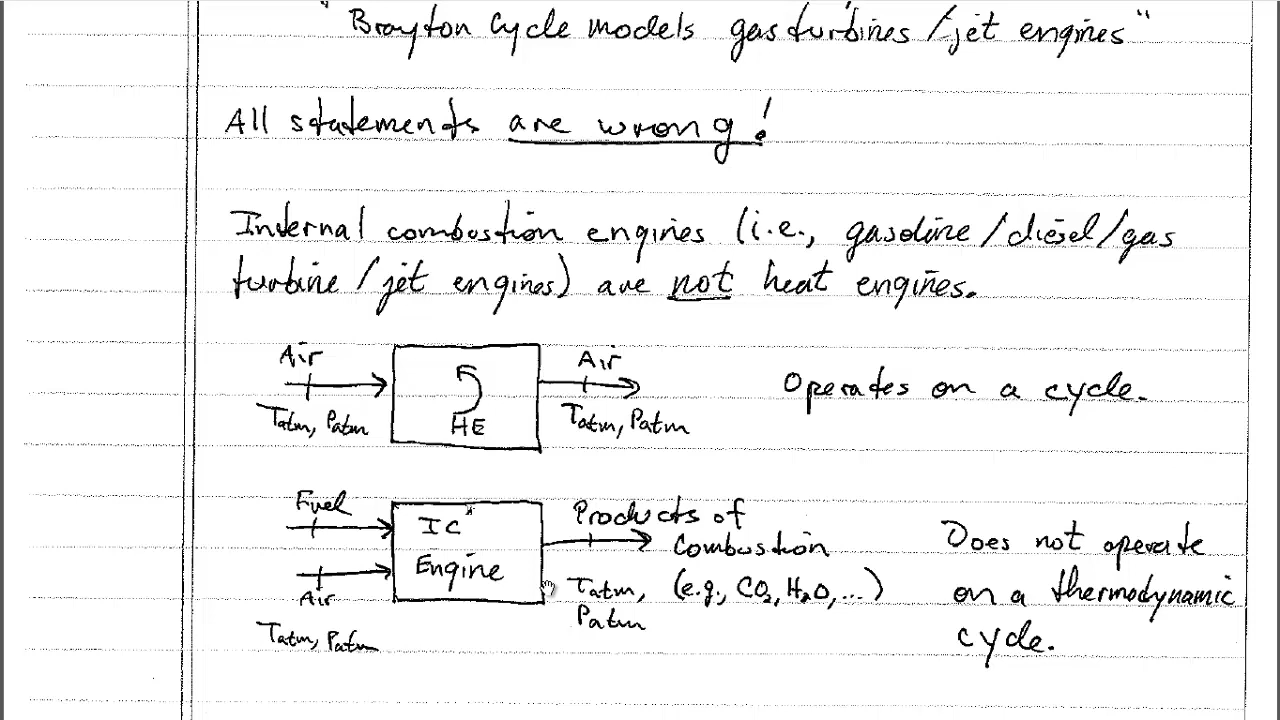 "Brayton Cycle models gas turbines/jet engines"
All statements are wrong!
Internal combustion engines (i.e., gasoline/diesel/gas
turbine/jet engines) are not heat engines.
Air
Tatm, Patm
HE
Air
Tatm, Patm
Operates on a cycle.
Fuel
Air
Tatm, Patm
IC
Engine
Products of
Combustion
(e.g., CO2, H2O, ...)
Tatm,
Patm
Does not operate
on a thermodynamic
cycle.